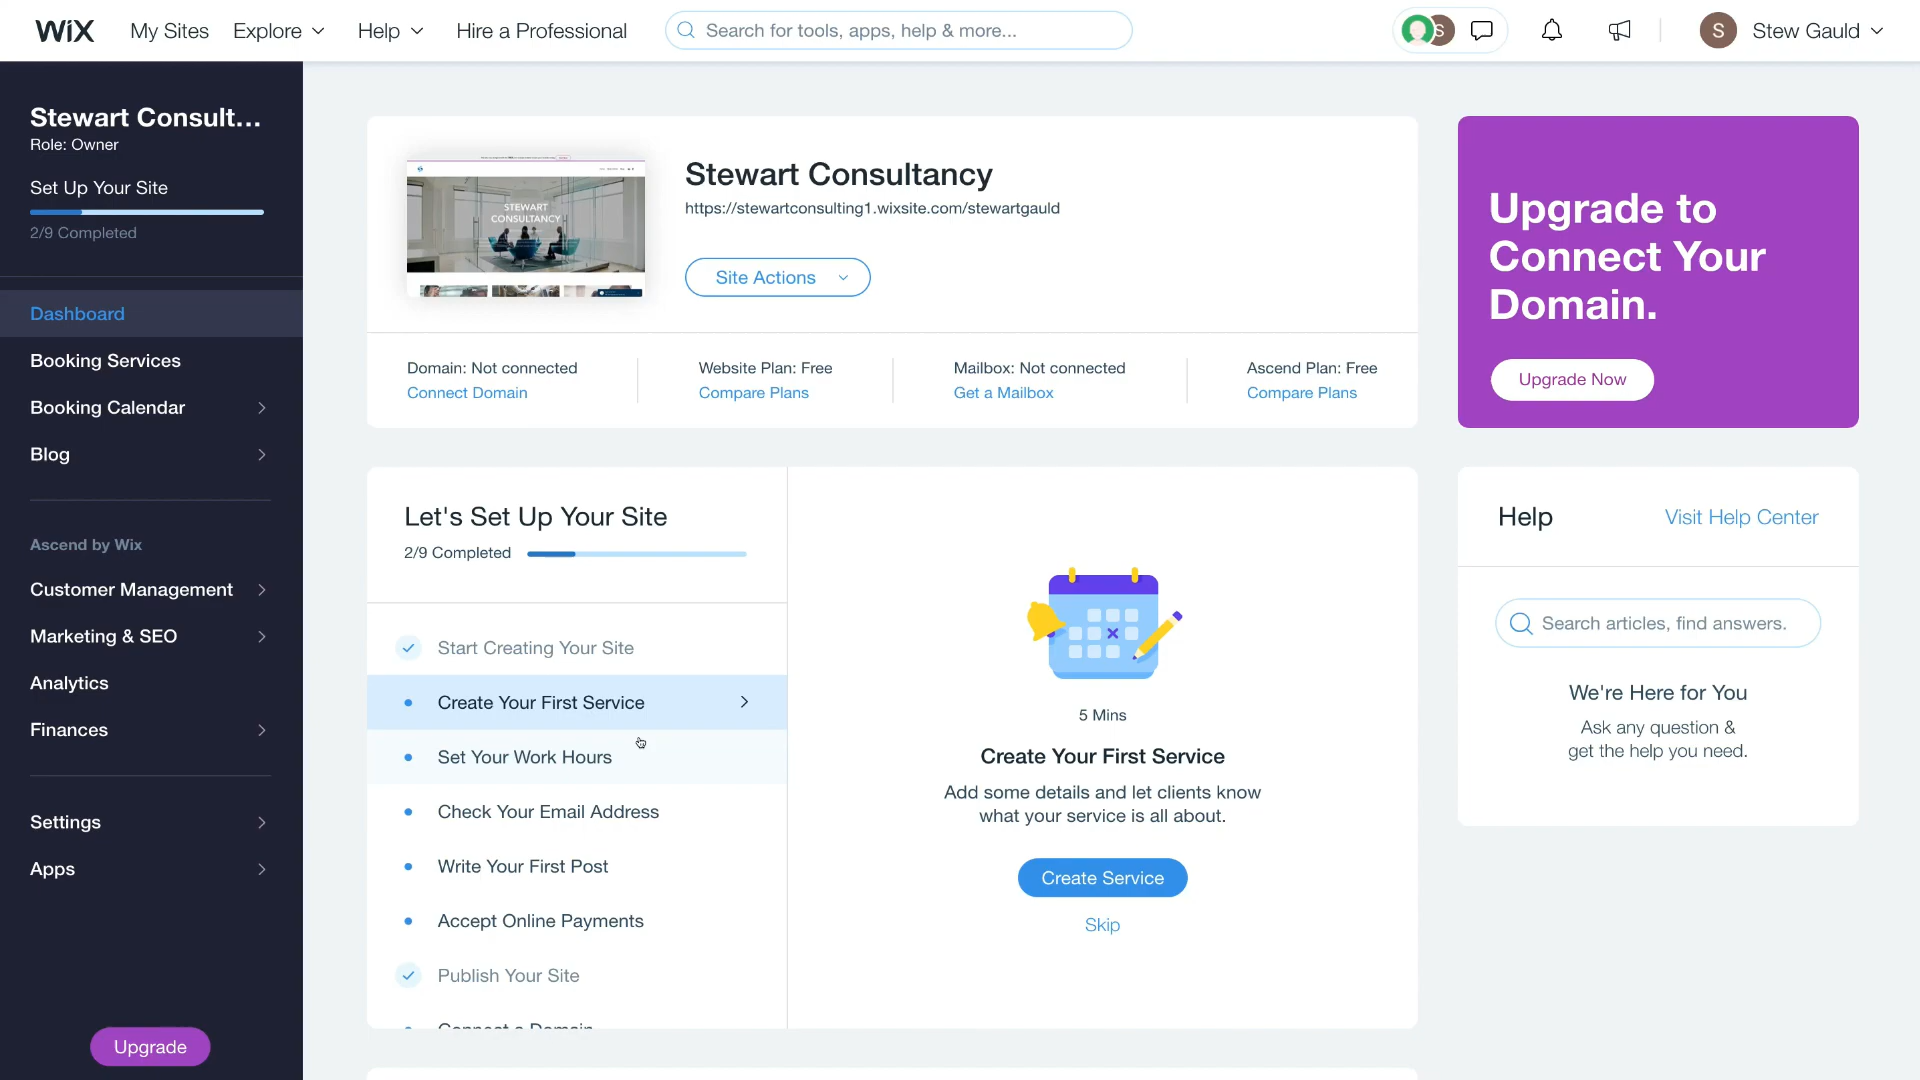 WiX
My Sites
Explore
Help
Hire a Professional
Search for tools, apps, help & more...
S
S
Stew Gauld
Stewart Consult...
Role: Owner
Set Up Your Site
2/9 Completed
Dashboard
Booking Services
Booking Calendar
Blog
Ascend by Wix
Customer Management
Marketing & SEO
Analytics
Finances
Settings
Apps
Upgrade
STEWART
CONSULTANCY
Stewart Consultancy
https://stewartconsulting1.wixsite.com/stewartgauld
Site Actions
Domain: Not connected
Connect Domain
Website Plan: Free
Compare Plans
Mailbox: Not connected
Get a Mailbox
Ascend Plan: Free
Compare Plans
Upgrade to
Connect Your
Domain.
Upgrade Now
Let's Set Up Your Site
2/9 Completed
Start Creating Your Site
Create Your First Service
Set Your Work Hours
Check Your Email Address
Write Your First Post
Accept Online Payments
Publish Your Site
Connect a Domain
5 Mins
Create Your First Service
Add some details and let clients know
what your service is all about.
Create Service
Skip
Help
Visit Help Center
Search articles, find answers.
We're Here for You
Ask any question &
get the help you need.